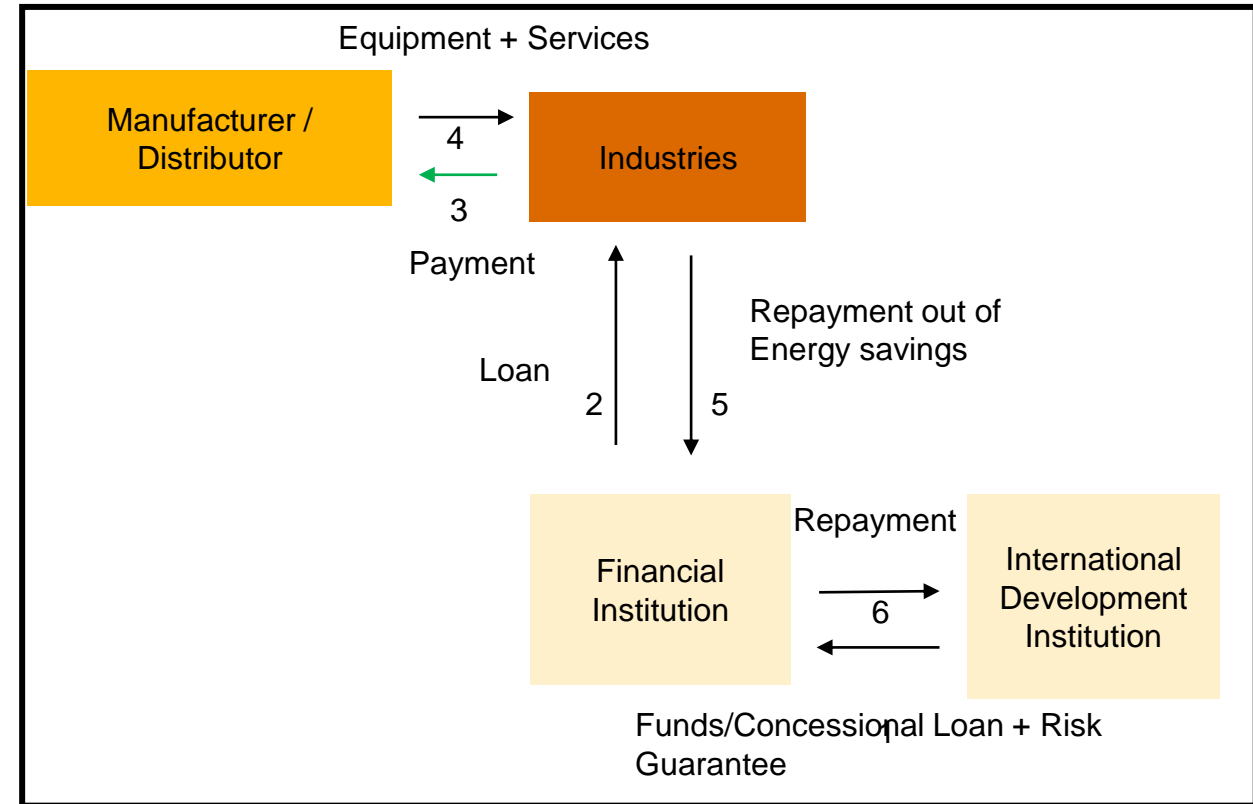 Equipment + Services
Manufacturer /
Distributor
4
Industries
3
Payment
Repayment out of
Energy savings
Loan
2
5
Repayment
Financial
Institution
6
International
Development
Institution
1
Funds/Concessional Loan + Risk
Guarantee